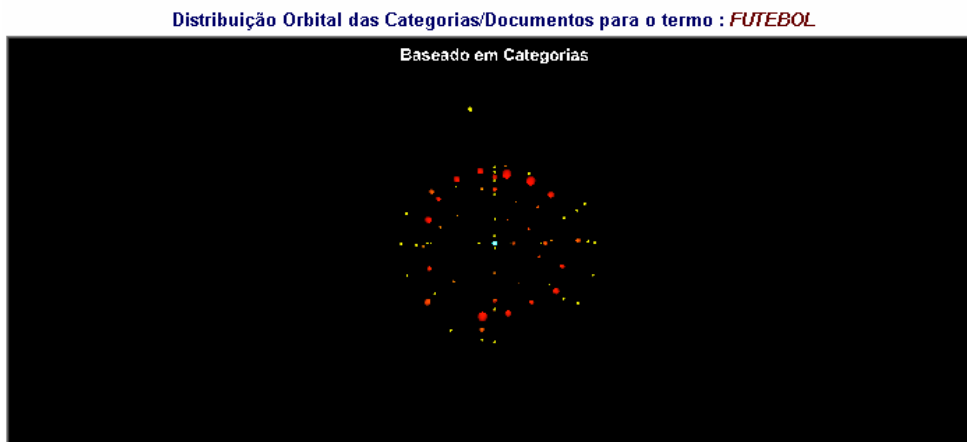 Distribuição Orbital das Categorias/Documentos para o termo : FUTEBOL
Baseado em Categorias